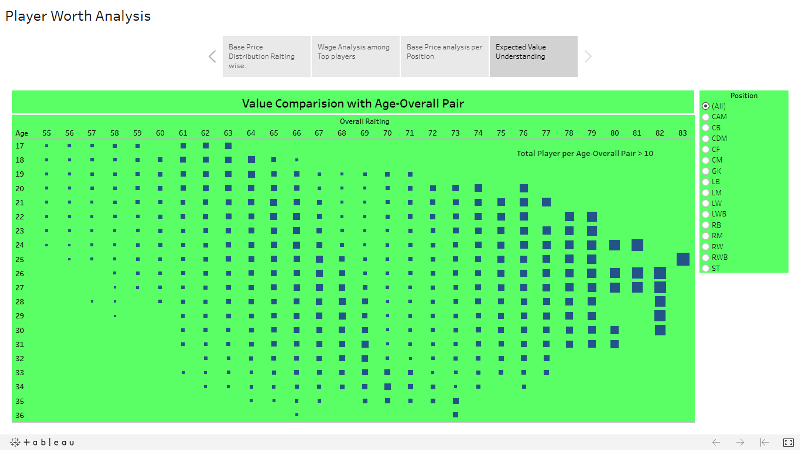 Player Worth Analysis
Base Price
Distribution Raiting
wise.
Wage Analysis among
Top players
Base Price analysis per
Position
Expected Value
Understanding
Value Comparision with Age-Overall Pair
Overall Raiting
Age 55 56 57 58 59 60 61 62 63 64 65 66 67 68 69 70 71 72 73 74 75 76 77 78 79 80 81 82 83
17
Total Player per Age-Overall Pair > 10
18
19
20
21
22
23
24
25
26
27
28
29
30
31
32
33
34
35
36
Position
(All)
CAM
CB
CDM
CF
CM
GK
LB
LM
LW
LWB
RB
RM
RW
RWB
ST
+ableau